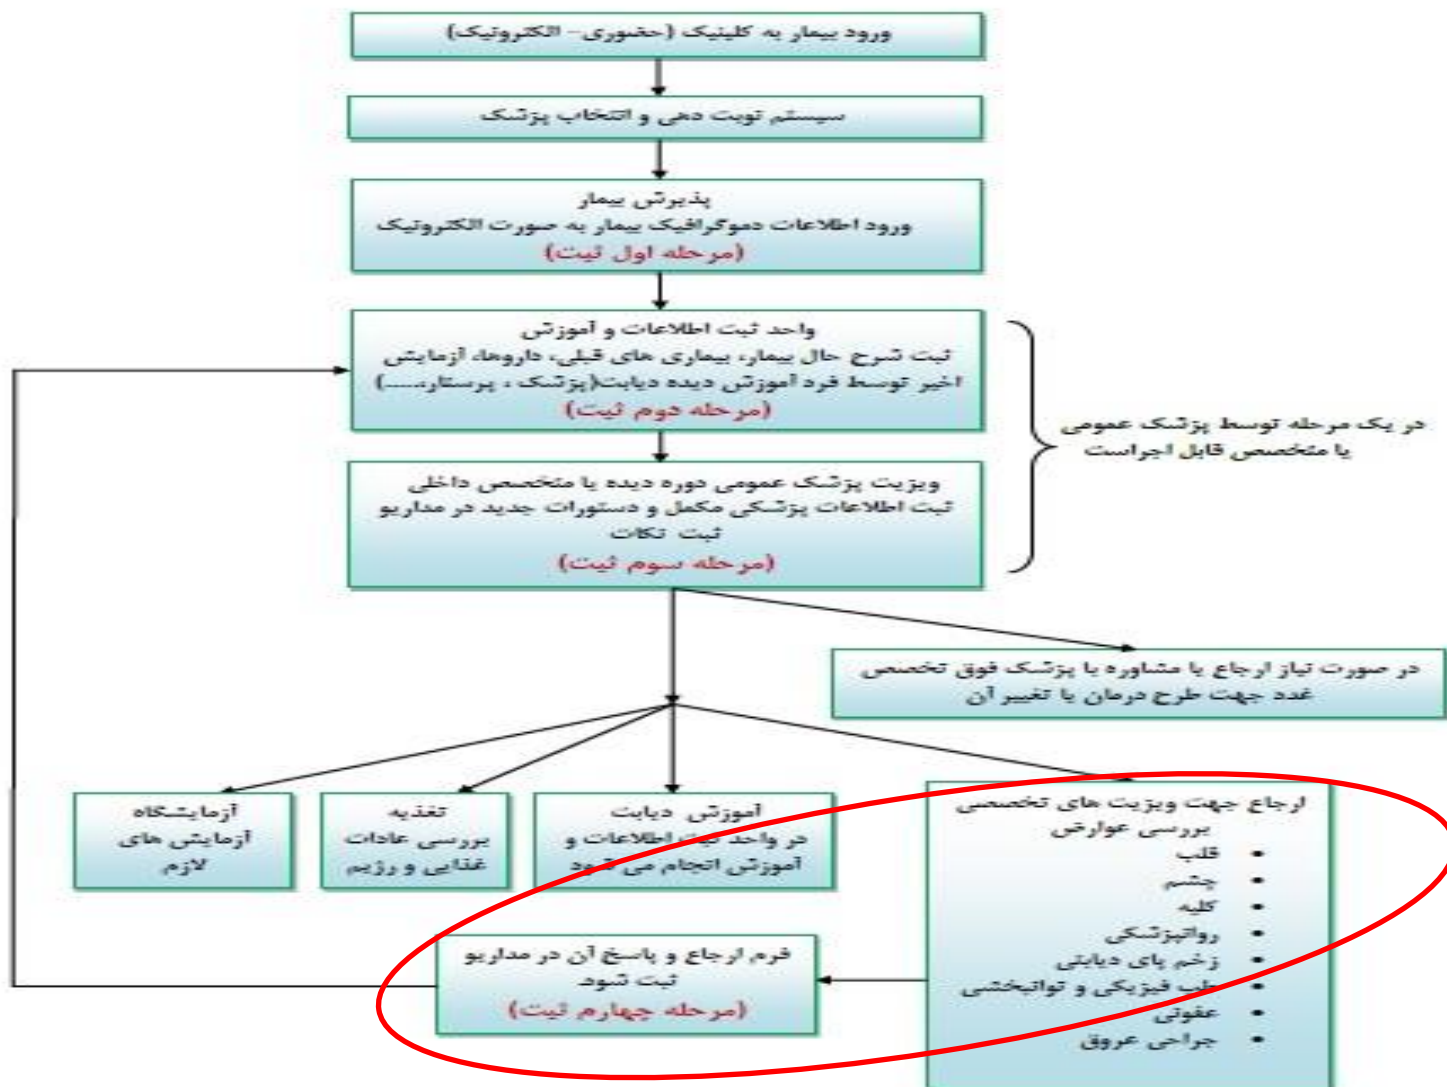 ورود بیمار به کلینیک (حضوری- الکترونیک)
سیستم نوبت دهی و انتخاب پزشک
پذیرش بیمار
ورود اطلاعات دموگرافیک بیمار به صورت الکترونیک
(مرحله اول ثبت)
واحد ثبت اطلاعات و آموزش
ثبت شرح حال بیمار، بیماری های قبلی، داروها، آزمایش
اخیر توسط فرد آموزش دیده دیابت(پزشک ، پرستار،.....)
(مرحله دوم ثبت)
در یک مرحله توسط پزشک عمومی
یا متخصص قابل اجراست
ویزیت پزشک عمومی دوره دیده یا متخصص داخلی
ثبت اطلاعات پزشکی مکمل و دستورات جدید در مداریو
ثبت نکات
(مرحله سوم ثبت)
در صورت نیاز ارجاع یا مشاوره با پزشک فوق تخصص
غدد جهت طرح درمان یا تغییر آن
ارجاع جهت ویزیت های تخصصی
بررسی عوارض
• قلب
• چشم
• کلیه
• روانپزشکی
• زخم پای دیابتی
• طب فیزیکی و توانبخشی
• عفونی
• جراحی عروق
آموزش دیابت
در واحد ثبت اطلاعات و
آموزش انجام می شود
تغذیه
بررسی عادات
غذایی و رژیم
آزمایشگاه
آزمایش های
لازم
فرم ارجاع و پاسخ آن در مداریو
ثبت شود
(مرحله چهارم ثبت)